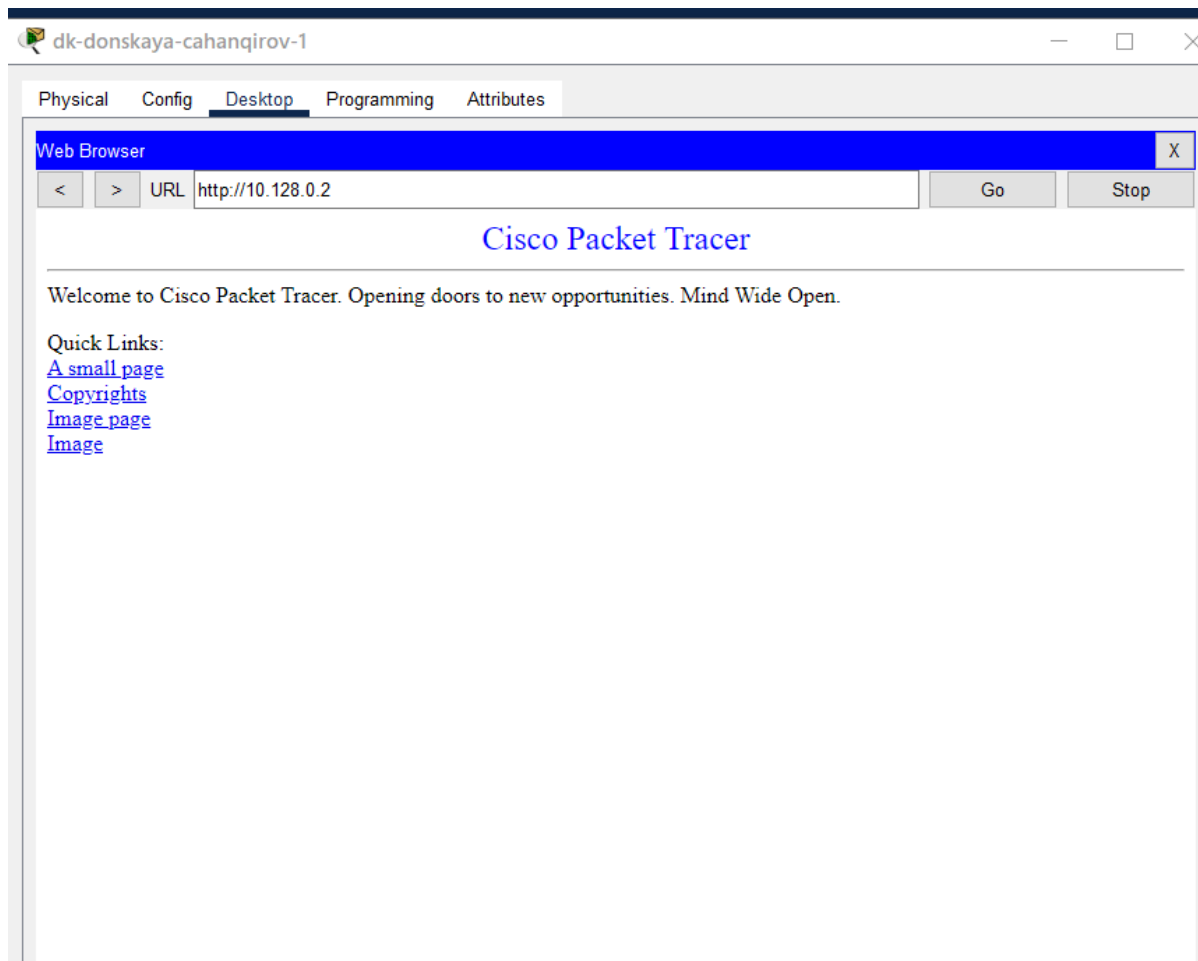 dk-donskaya-cahanqirov-1
Physical Config Desktop Programming Attributes
Web Browser X
< > URL http://10.128.0.2 Go Stop
Cisco Packet Tracer
Welcome to Cisco Packet Tracer. Opening doors to new opportunities. Mind Wide Open.
Quick Links:
A small page
Copyrights
Image page
Image